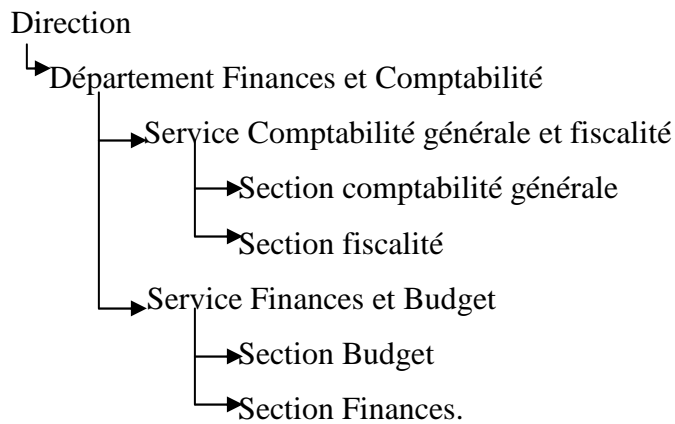 Direction
Département Finances et Comptabilité
Service Comptabilité générale et fiscalité
Section comptabilité générale
Section fiscalité
Service Finances et Budget
Section Budget
Section Finances.